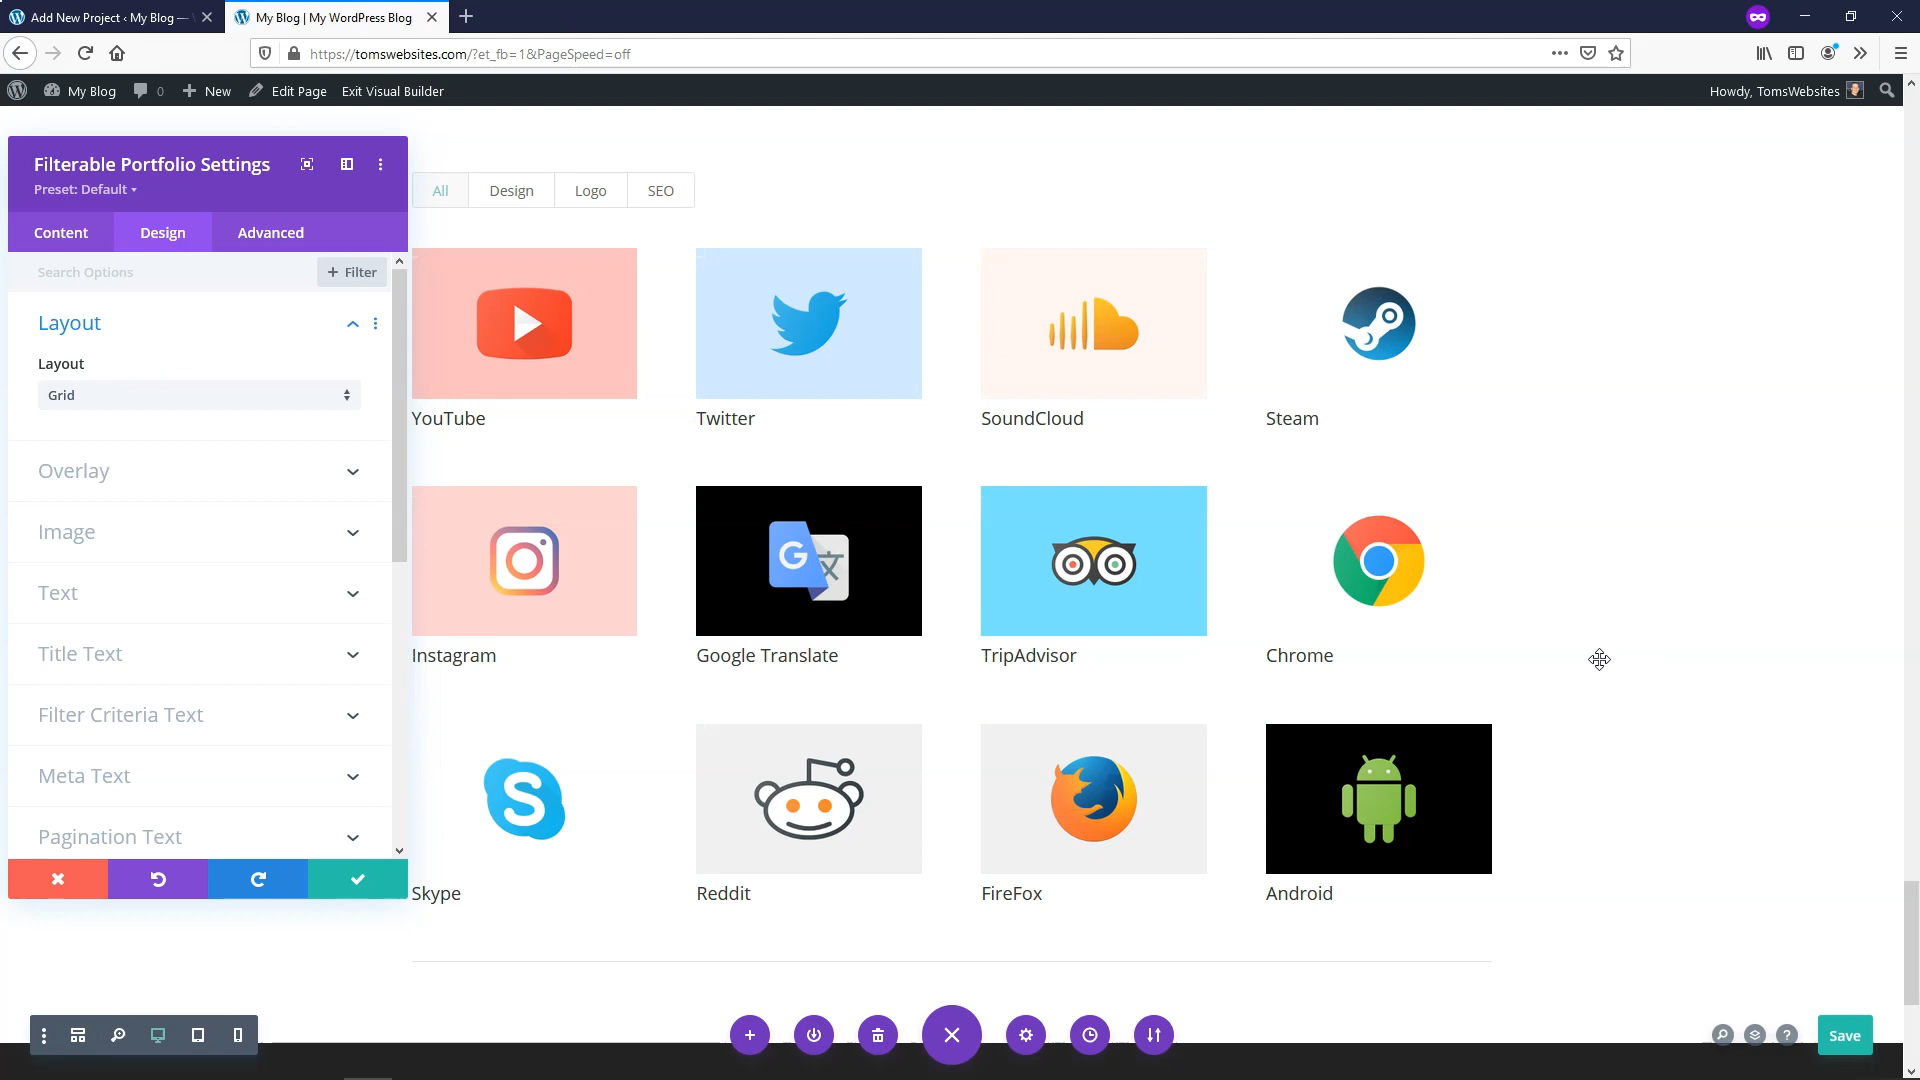 Add New Project ‹ My Blog —
My Blog | My WordPress Blog
https://tomswebsites.com/?et_fb=1&PageSpeed=off
My Blog
0
New
Edit Page
Exit Visual Builder
Howdy, TomsWebsites
Filterable Portfolio Settings
Preset: Default
Content
Design
Advanced
Search Options
+ Filter
Layout
Layout
Grid
Overlay
Image
Text
Title Text
Filter Criteria Text
Meta Text
Pagination Text
All
Design
Logo
SEO
YouTube
Twitter
SoundCloud
Steam
G
Instagram
Google Translate
TripAdvisor
Chrome
S
Skype
Reddit
FireFox
Android
?
Save